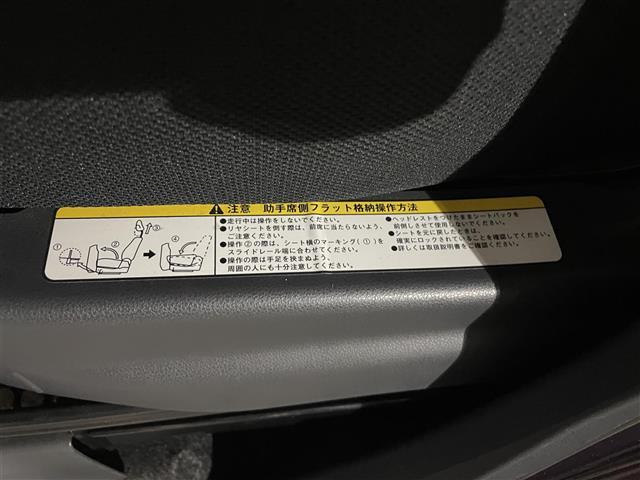 注意 助手席側フラット格納操作方法
●走行中は操作をしないでください。
●リヤシートを倒す際は、前席に当たらないよう、
ご注意ください。
●操作②の際は、シート横のマーキング(①)を
スライドレール端に合わせてください。
●操作の際は手足を挟まぬよう、
周囲の人にも十分注意してください。
●ヘッドレストをつけたままシートバックを
前倒しさせて使用しないでください。
●シートを元に戻したときは、
確実にロックされていることを確認してください。
●詳しくは取扱説明書をご確認ください。
①
②
③
④